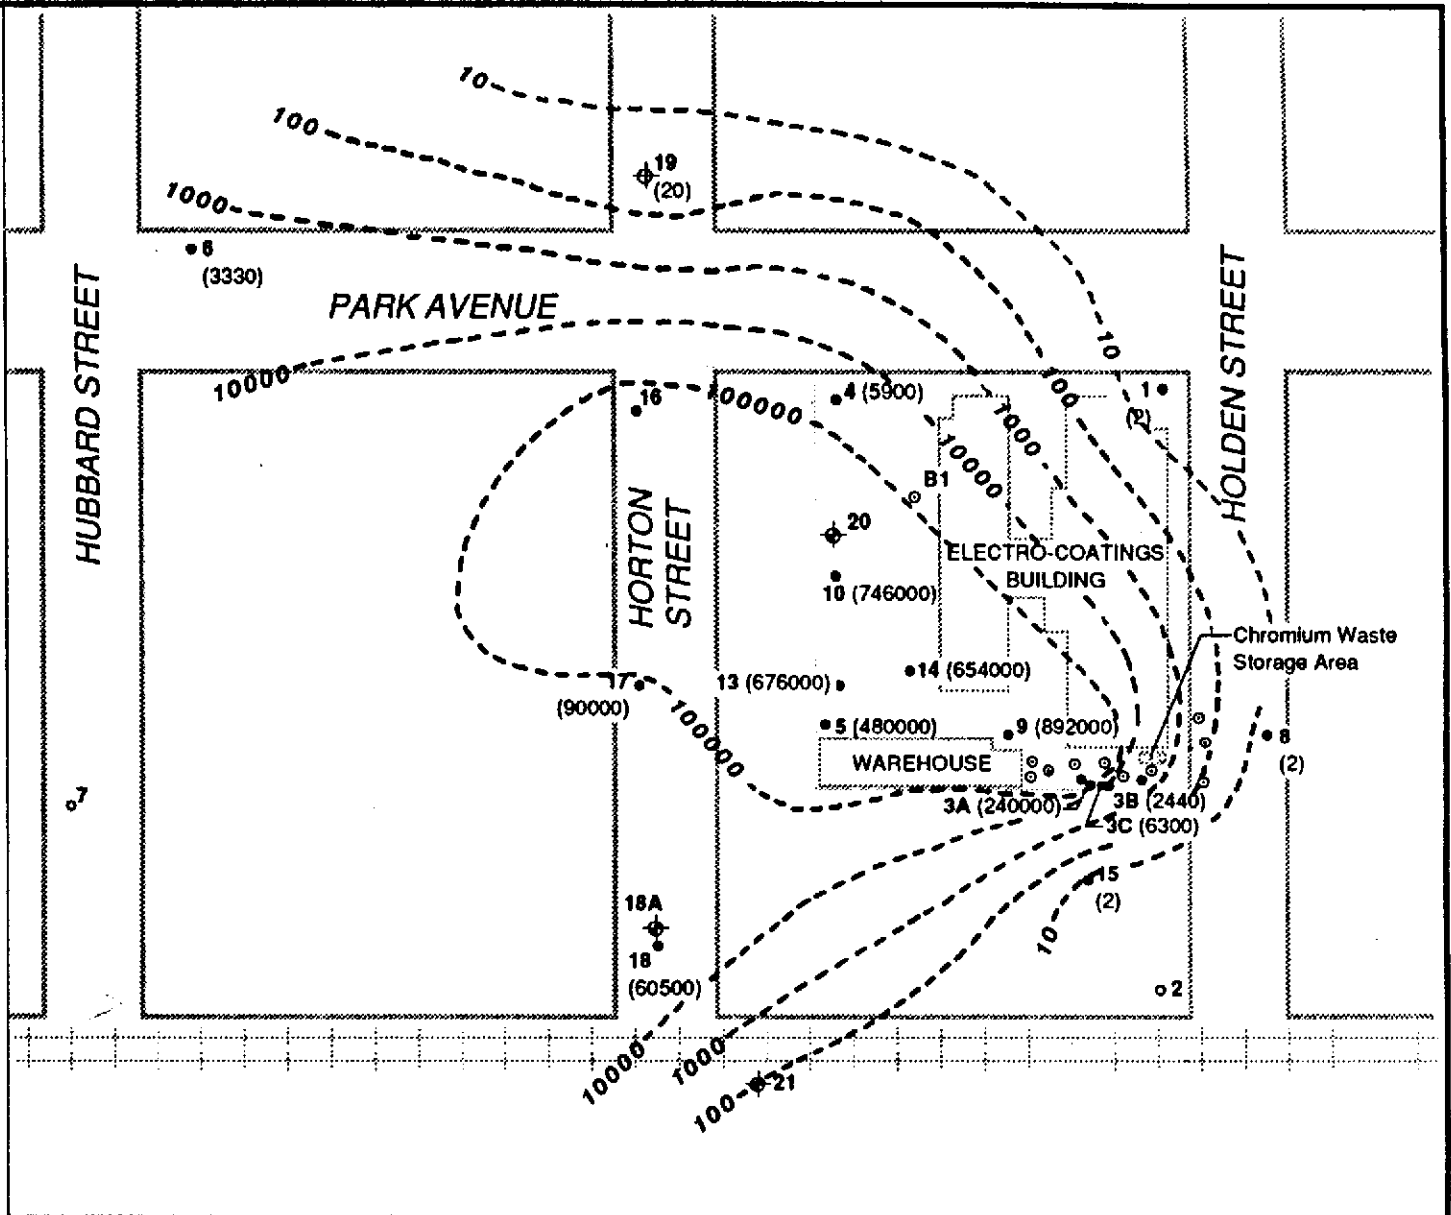 10
100
19
(20)
1000
6
(3330)
PARK AVENUE
HUBBARD STREET
HOLDEN STREET
10
10000
16
100000
4 (5900)
100
1
(2)
1000
10000
B1
HORTON
STREET
20
ELECTRO-COATINGS
BUILDING
10 (746000)
Chromium Waste
Storage Area
14 (654000)
13 (676000)
17
(90000)
100000
5 (480000)
9 (892000)
8
(2)
WAREHOUSE
7
3A (240000)
3B (2440)
3C (6300)
15
(2)
10
18A
18
(60500)
2
10000
1000
100
21